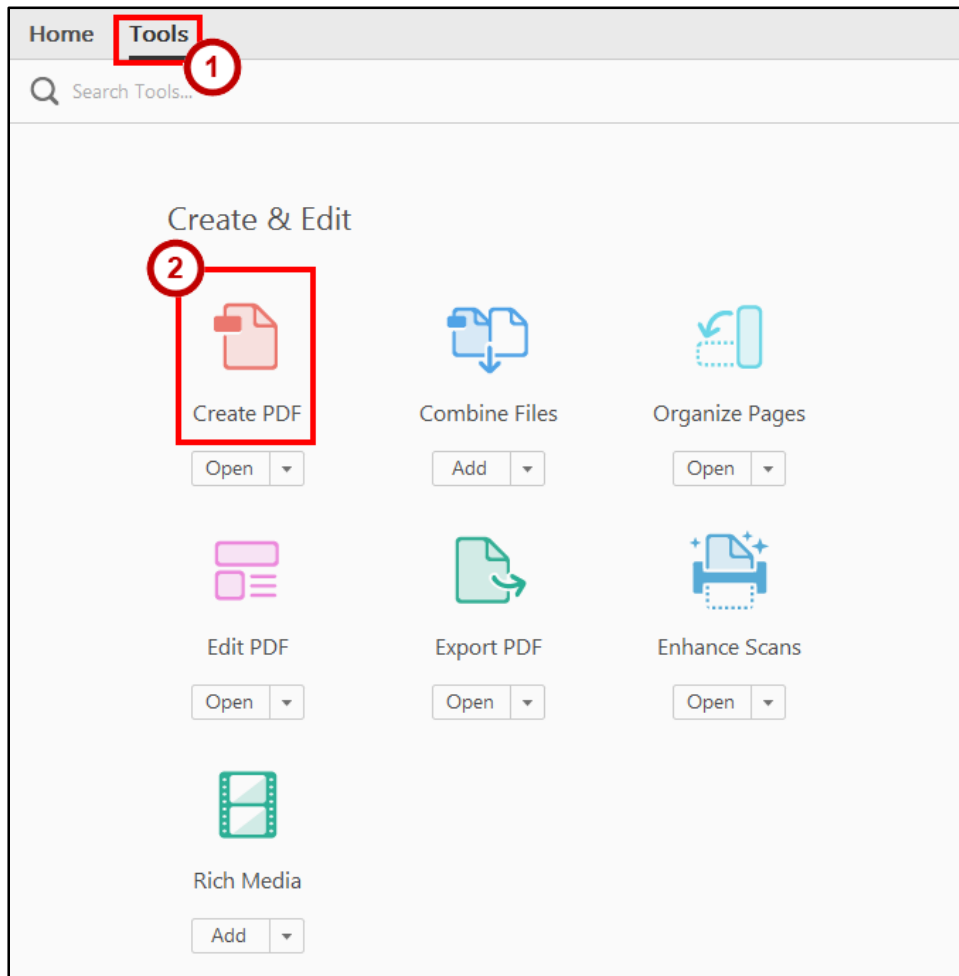 Home Tools
1
Search Tools...
Create & Edit
2
Create PDF Combine Files Organize Pages
Open Add Open
Edit PDF Export PDF Enhance Scans
Open Open Open
Rich Media
Add